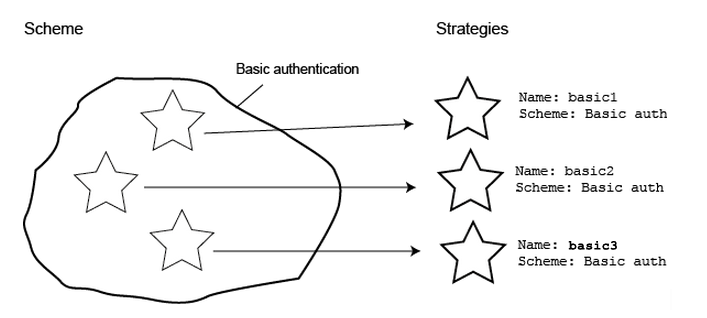 Scheme
Strategies
Basic authentication
Name: basic1
Scheme: Basic auth
Name: basic2
Scheme: Basic auth
Name: basic3
Scheme: Basic auth